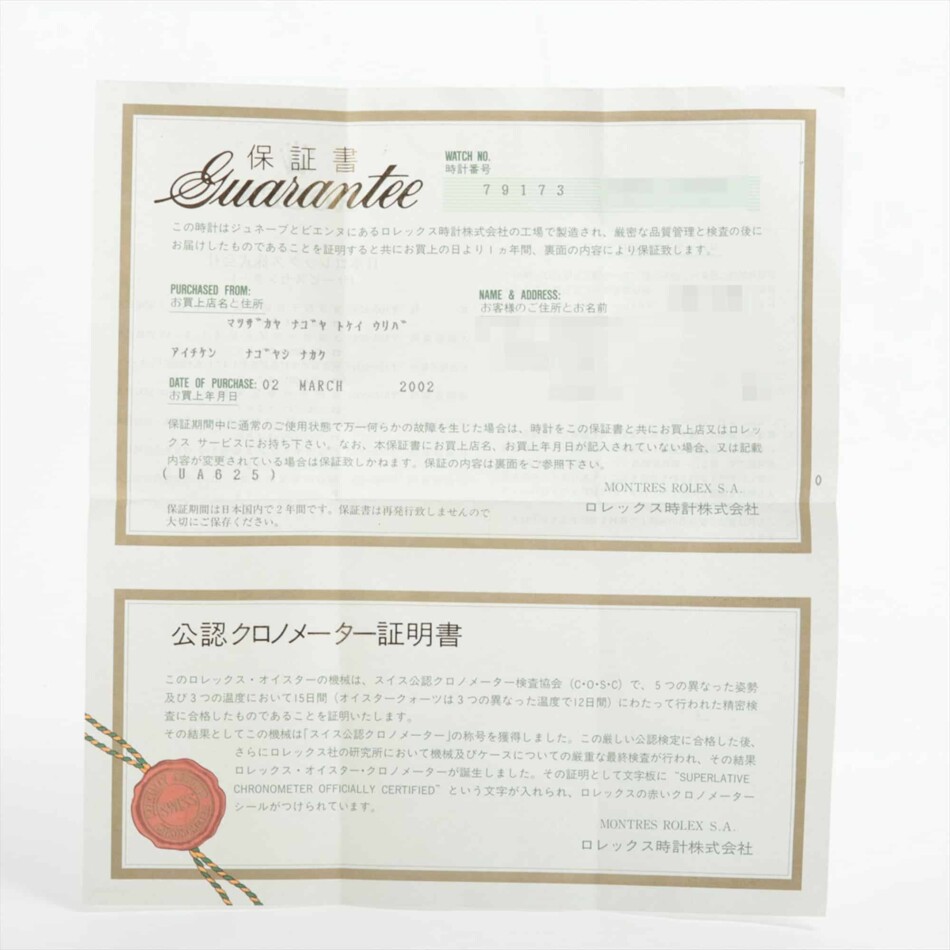 保証書
Guarantee
WATCH NO.
時計番号
79173
この時計はジュネーブとビエンヌにあるロレックス時計株式会社の工場で製造され、厳密な品質管理と検査の後に
お届けしたものであることを証明すると共にお買上の日より1ヵ年間、裏面の内容により保証致します。
PURCHASED FROM:
お買上店名と住所
マツザカヤ ナゴヤ トケイ ウリバ
アイチケン ナゴヤシ ナカク
NAME & ADDRESS:
お客様のご住所とお名前
DATE OF PURCHASE: 02 MARCH 2002
お買上年月日
保証期間中に通常のご使用状態で万一何らかの故障を生じた場合は、時計をこの保証書と共にお買上店又はロレッ
クス サービスにお持ち下さい。なお、本保証書にお買上店名、お買上年月日が記入されていない場合、又は記載
内容が変更されている場合は保証致しかねます。保証の内容は裏面をご参照下さい。
(UA625)
MONTRES ROLEX S.A.
ロレックス時計株式会社
0
保証期間は日本国内で2年間です。保証書は再発行致しませんので
大切にご保存ください。
公認クロノメーター証明書
このロレックス・オイスターの機械は、スイス公認クロノメーター検査協会(C・O・S・C)で、5つの異なった姿勢
及び3つの温度において15日間(オイスタークォーツは3つの異なった温度で12日間)にわたって行われた精密検
査に合格したものであることを証明いたします。
その結果としてこの機械は「スイス公認クロノメーター」の称号を獲得しました。この厳しい公認検定に合格した後、
さらにロレックス社の研究所において機械及びケースについての厳重な最終検査が行われ、その結果
ロレックス・オイスター・クロノメーターが誕生しました。その証明として文字板に "SUPERLATIVE
CHRONOMETER OFFICIALLY CERTIFIED" という文字が入れられ、ロレックスの赤いクロノメーター
シールがつけられています。
MONTRES ROLEX S.A.
ロレックス時計株式会社
SWISS